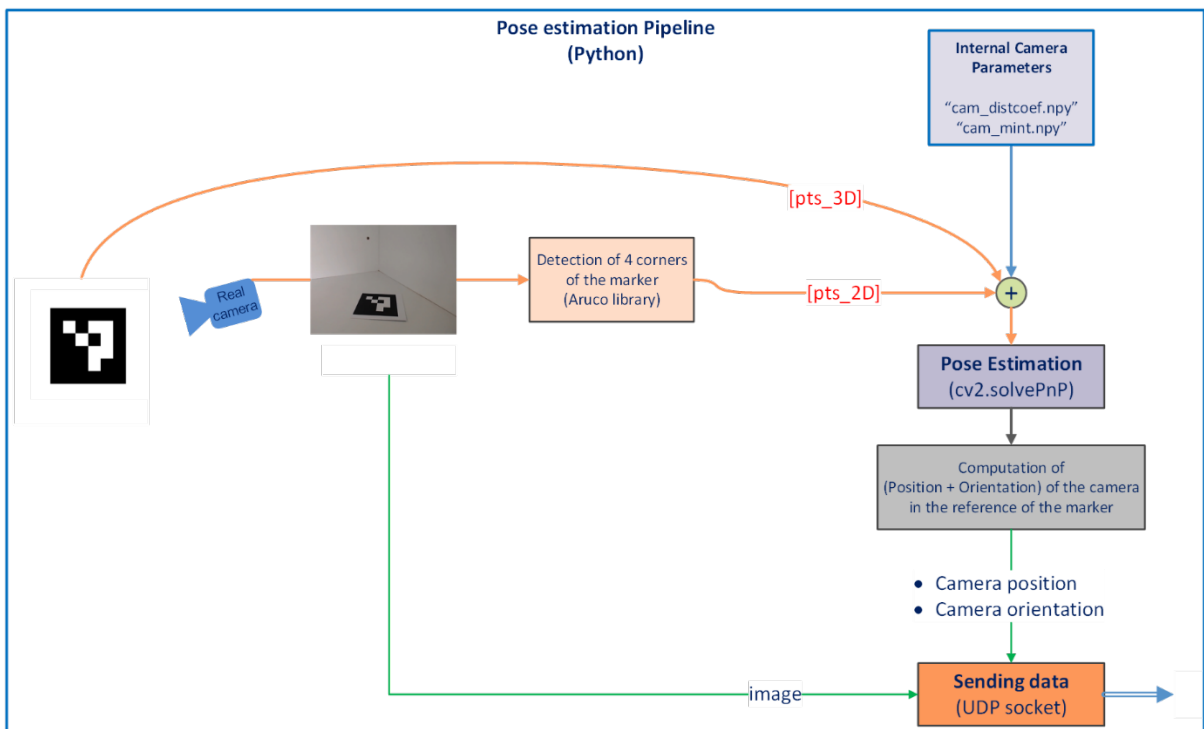 Pose estimation Pipeline
(Python)
Internal Camera
Parameters
“cam_distcoef.npy”
“cam_mint.npy”
[pts_3D]
Real
camera
Detection of 4 corners
of the marker
(Aruco library)
[pts_2D]
+
Pose Estimation
(cv2.solvePnP)
Computation of
(Position + Orientation) of the camera
in the reference of the marker
• Camera position
• Camera orientation
image
Sending data
(UDP socket)